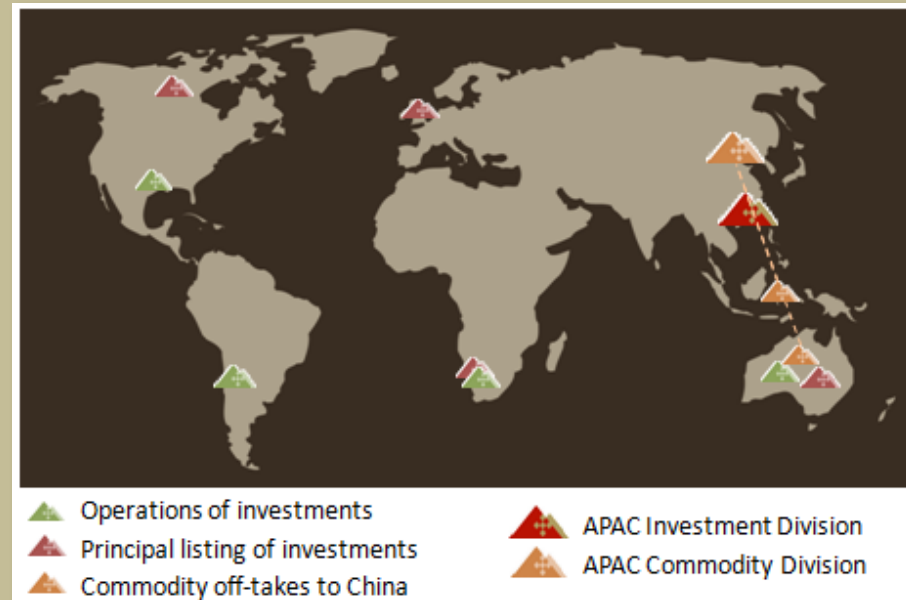 Operations of investments
Principal listing of investments
Commodity off-takes to China
APAC Investment Division
APAC Commodity Division